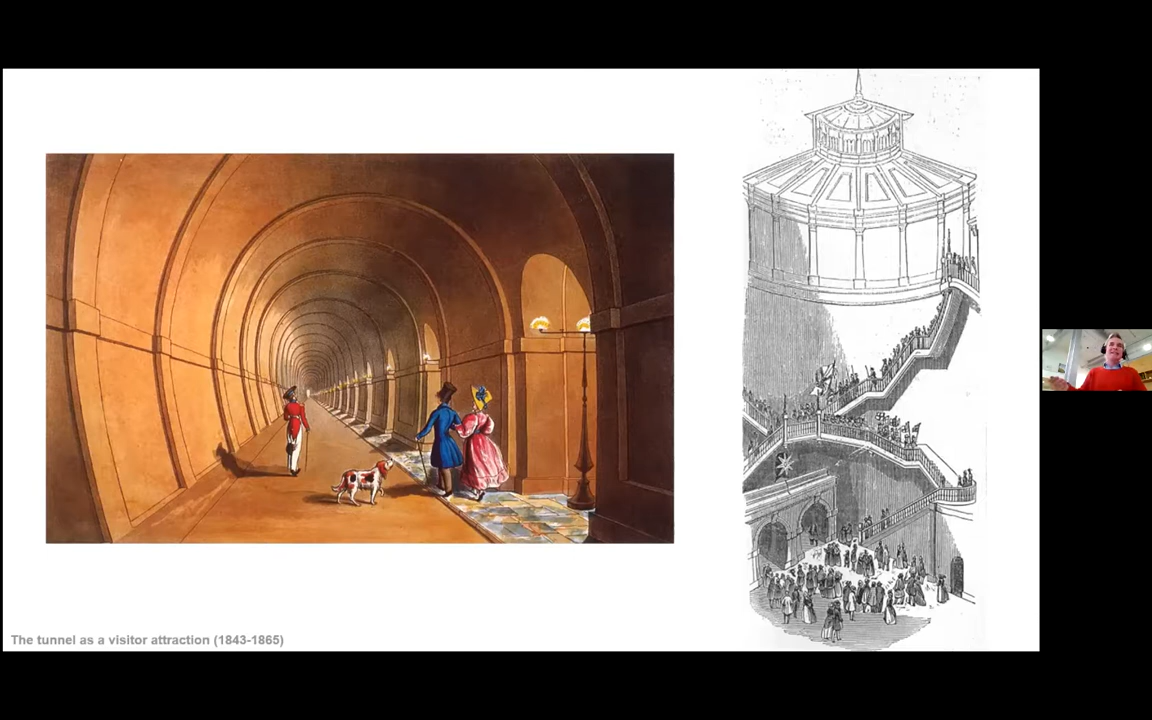 The tunnel as a visitor attraction (1843-1865)